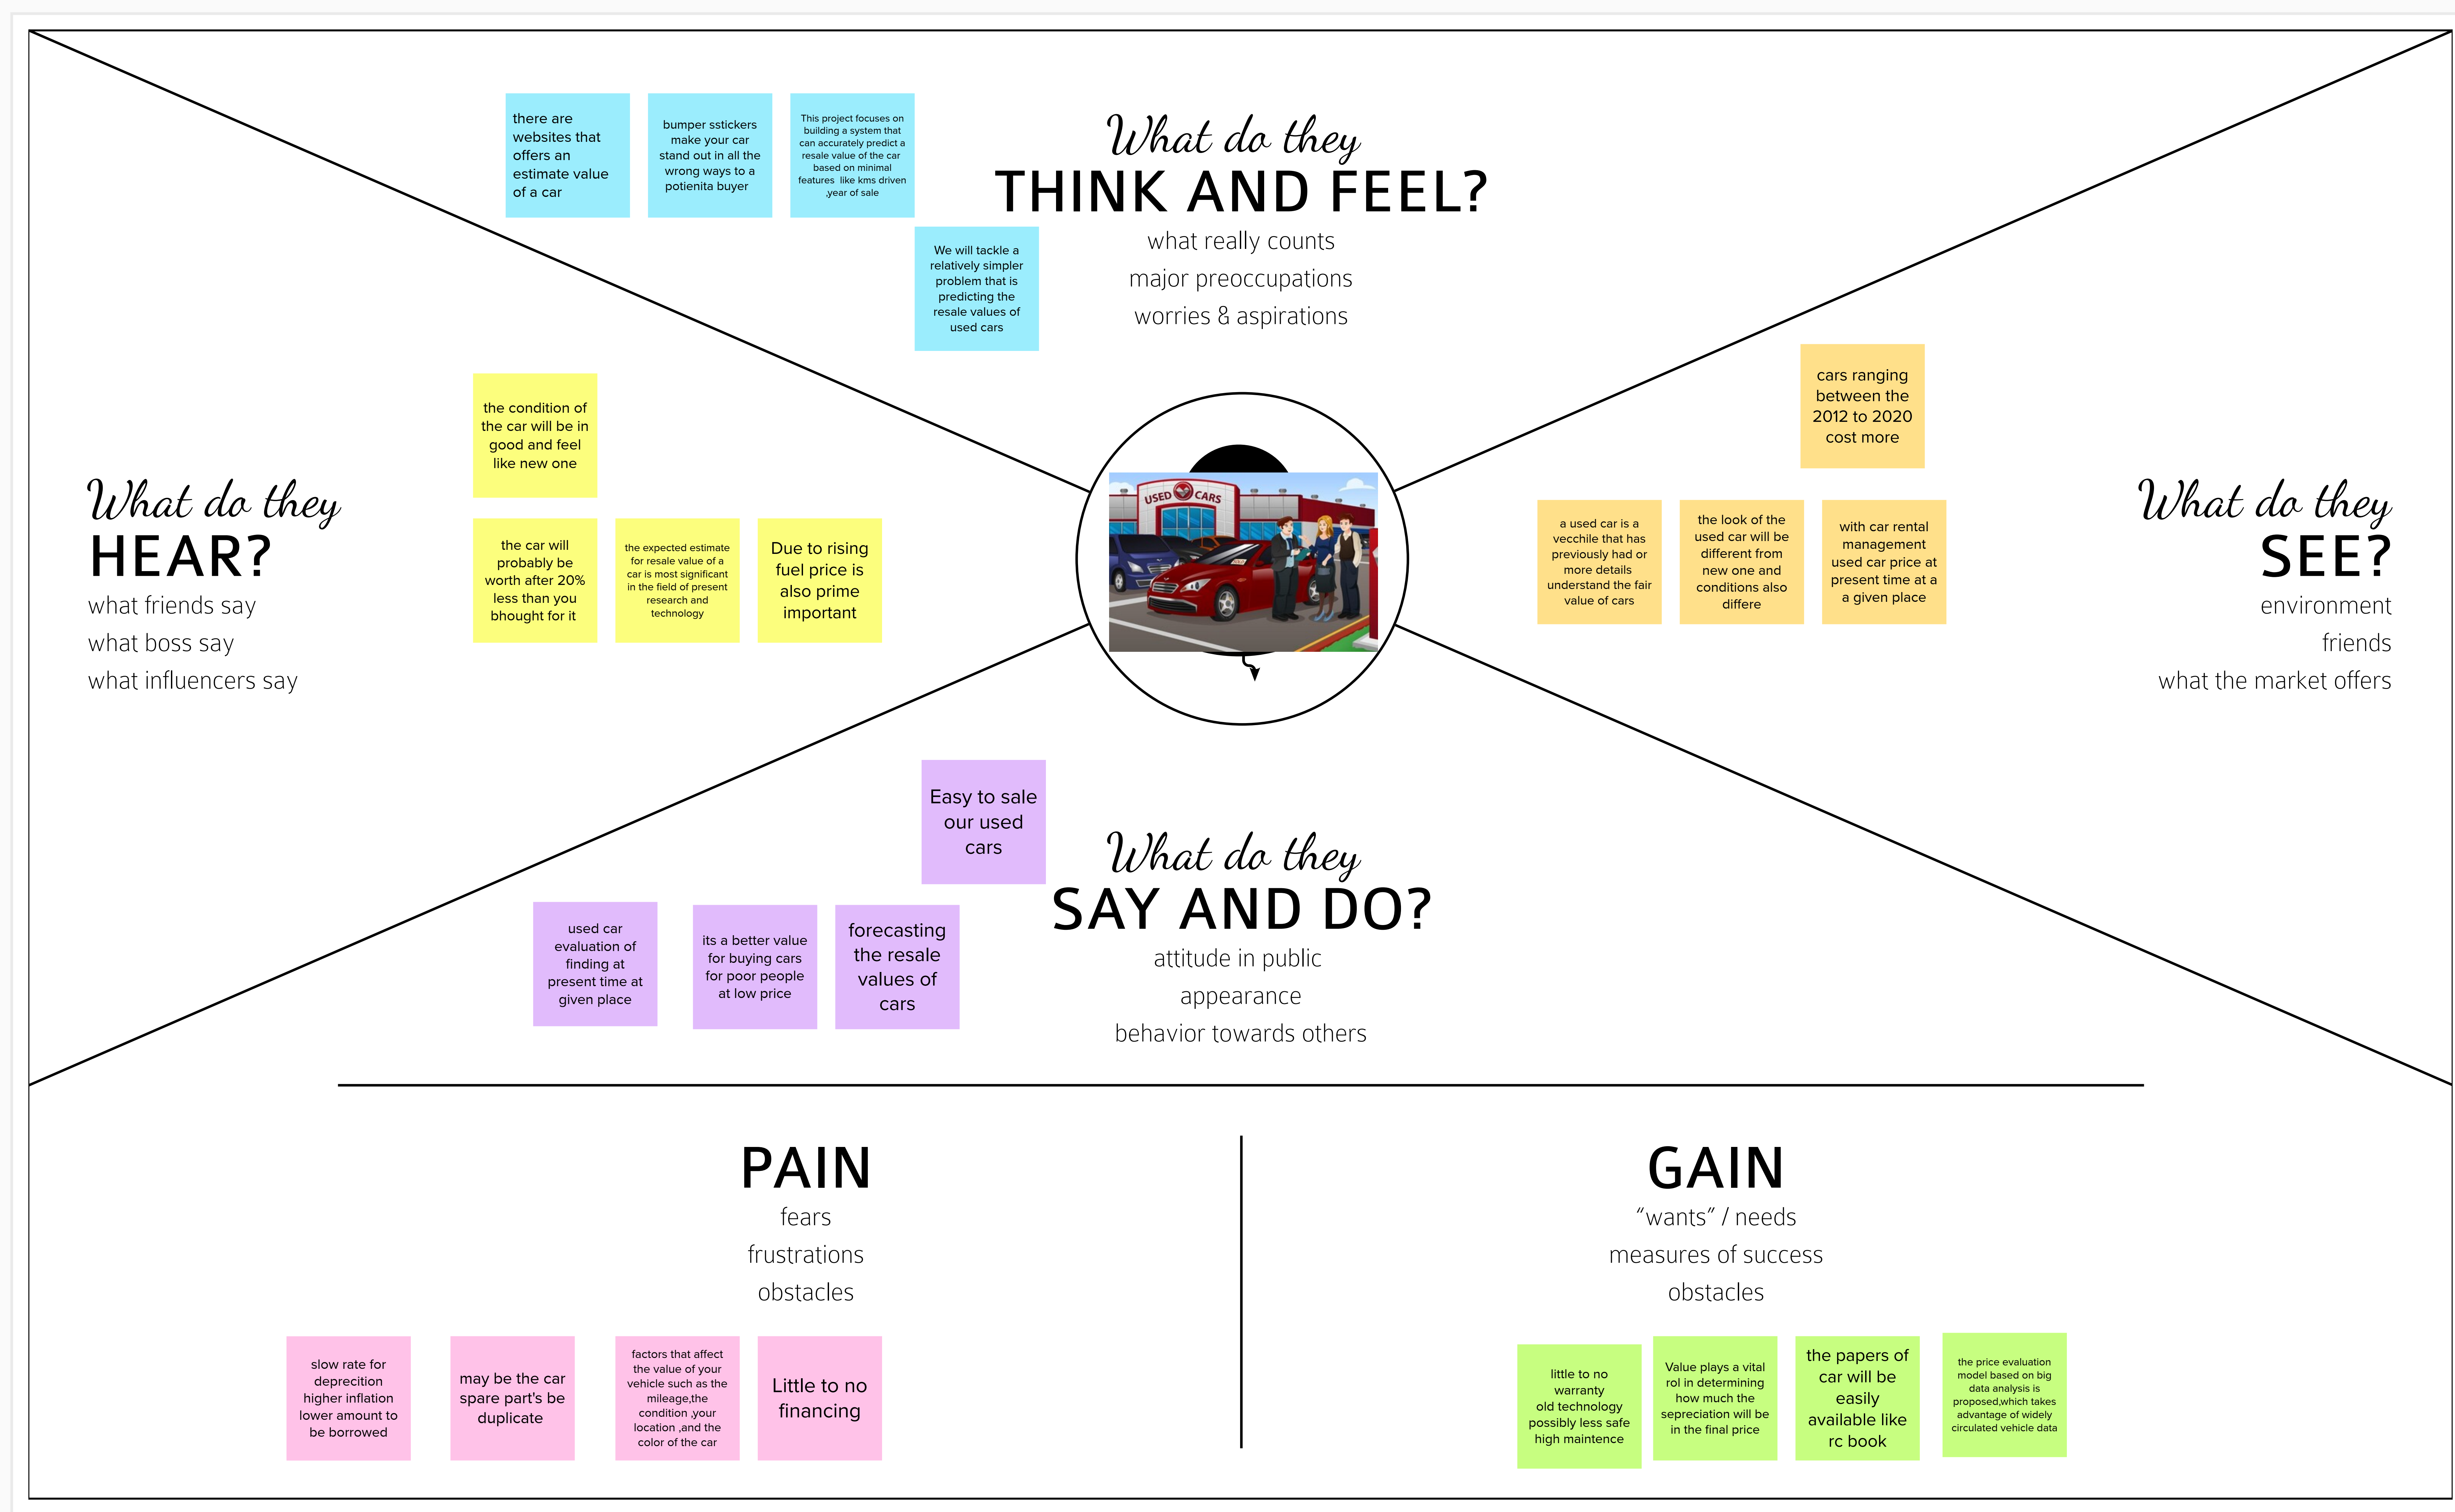 there are
websites that
offers an
estimate value
of a car
bumper sstickers
make your car
stand out in all the
wrong ways to a
potienita buyer
This project focuses on
building a system that
can accurately predict a
resale value of the car
based on minimal
features like kms driven
,year of sale
We will tackle a
relatively simpler
problem that is
predicting the
resale values of
used cars
What do they
THINK AND FEEL?
what really counts
major preoccupations
worries & aspirations
What do they
HEAR?
what friends say
what boss say
what influencers say
the condition of
the car will be in
good and feel
like new one
the car will
probably be
worth after 20%
less than you
bhought for it
the expected estimate
for resale value of a
car is most significant
in the field of present
research and
technology
Due to rising
fuel price is
also prime
important
USED CARS
cars ranging
between the
2012 to 2020
cost more
a used car is a
vecchile that has
previously had or
more details
understand the fair
value of cars
the look of the
used car will be
different from
new one and
conditions also
differe
with car rental
management
used car price at
present time at a
a given place
What do they
SEE?
environment
friends
what the market offers
Easy to sale
our used
cars
used car
evaluation of
finding at
present time at
given place
its a better value
for buying cars
for poor people
at low price
forecasting
the resale
values of
cars
What do they
SAY AND DO?
attitude in public
appearance
behavior towards others
PAIN
fears
frustrations
obstacles
slow rate for
deprecition
higher inflation
lower amount to
be borrowed
may be the car
spare part's be
duplicate
factors that affect
the value of your
vehicle such as the
mileage,the
condition ,your
location ,and the
color of the car
Little to no
financing
GAIN
“wants” / needs
measures of success
obstacles
little to no
warranty
old technology
possibly less safe
high maintence
Value plays a vital
rol in determining
how much the
sepreciation will be
in the final price
the papers of
car will be
easily
available like
rc book
the price evaluation
model based on big
data analysis is
proposed,which takes
advantage of widely
circulated vehicle data